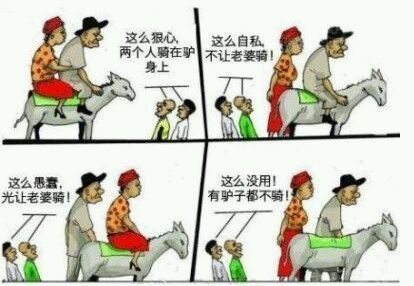 这么狠心，
两个人骑在驴
身上
这么自私，
不让老婆骑！
这么愚蠢，
光让老婆骑！
这么没用！
有驴子都不骑！